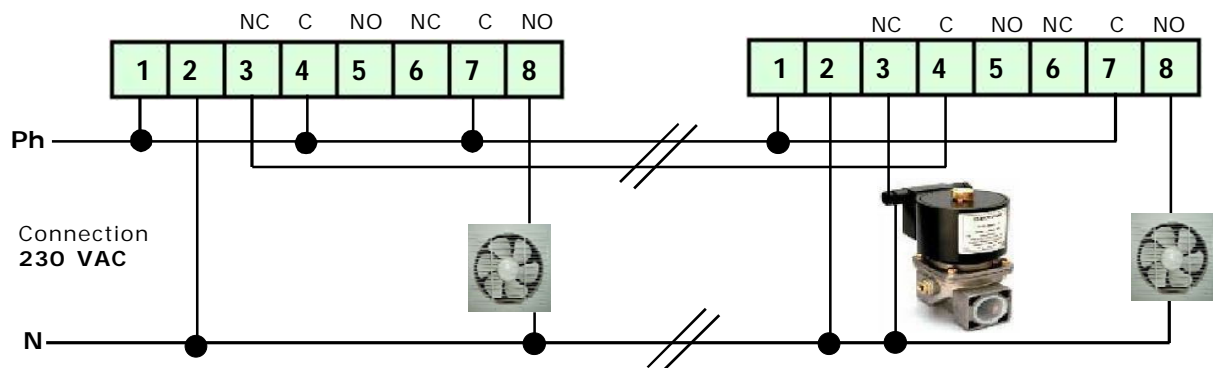 NC C NO NC C NO
NC C NO NC C NO
1 2 3 4 5 6 7 8
1 2 3 4 5 6 7 8
Ph
Connection
230 VAC
N